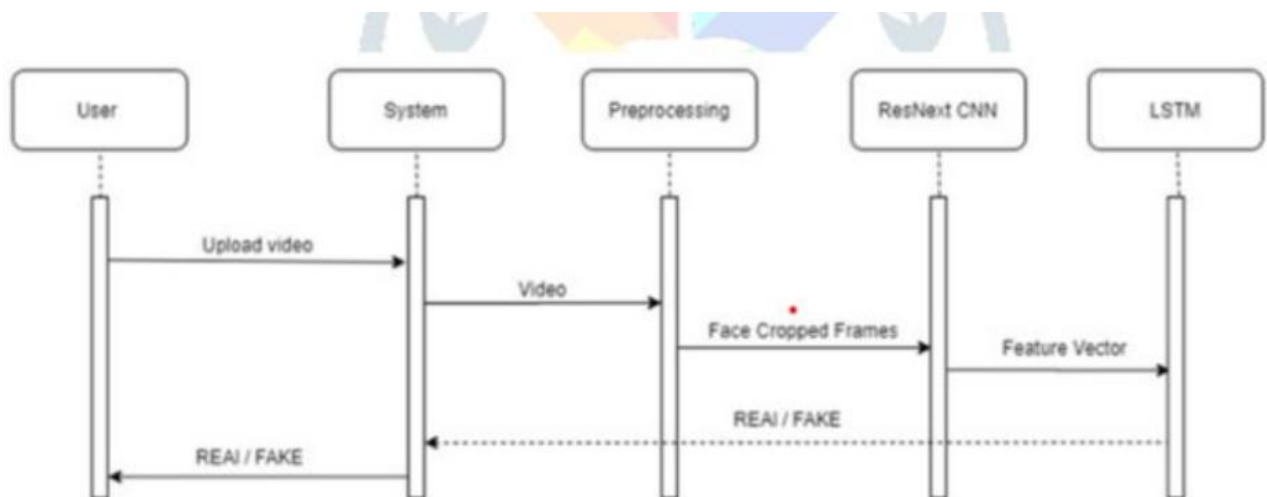 User
System
Preprocessing
ResNext CNN
LSTM
Upload video
Video
Face Cropped Frames
Feature Vector
REAl / FAKE
REAl / FAKE